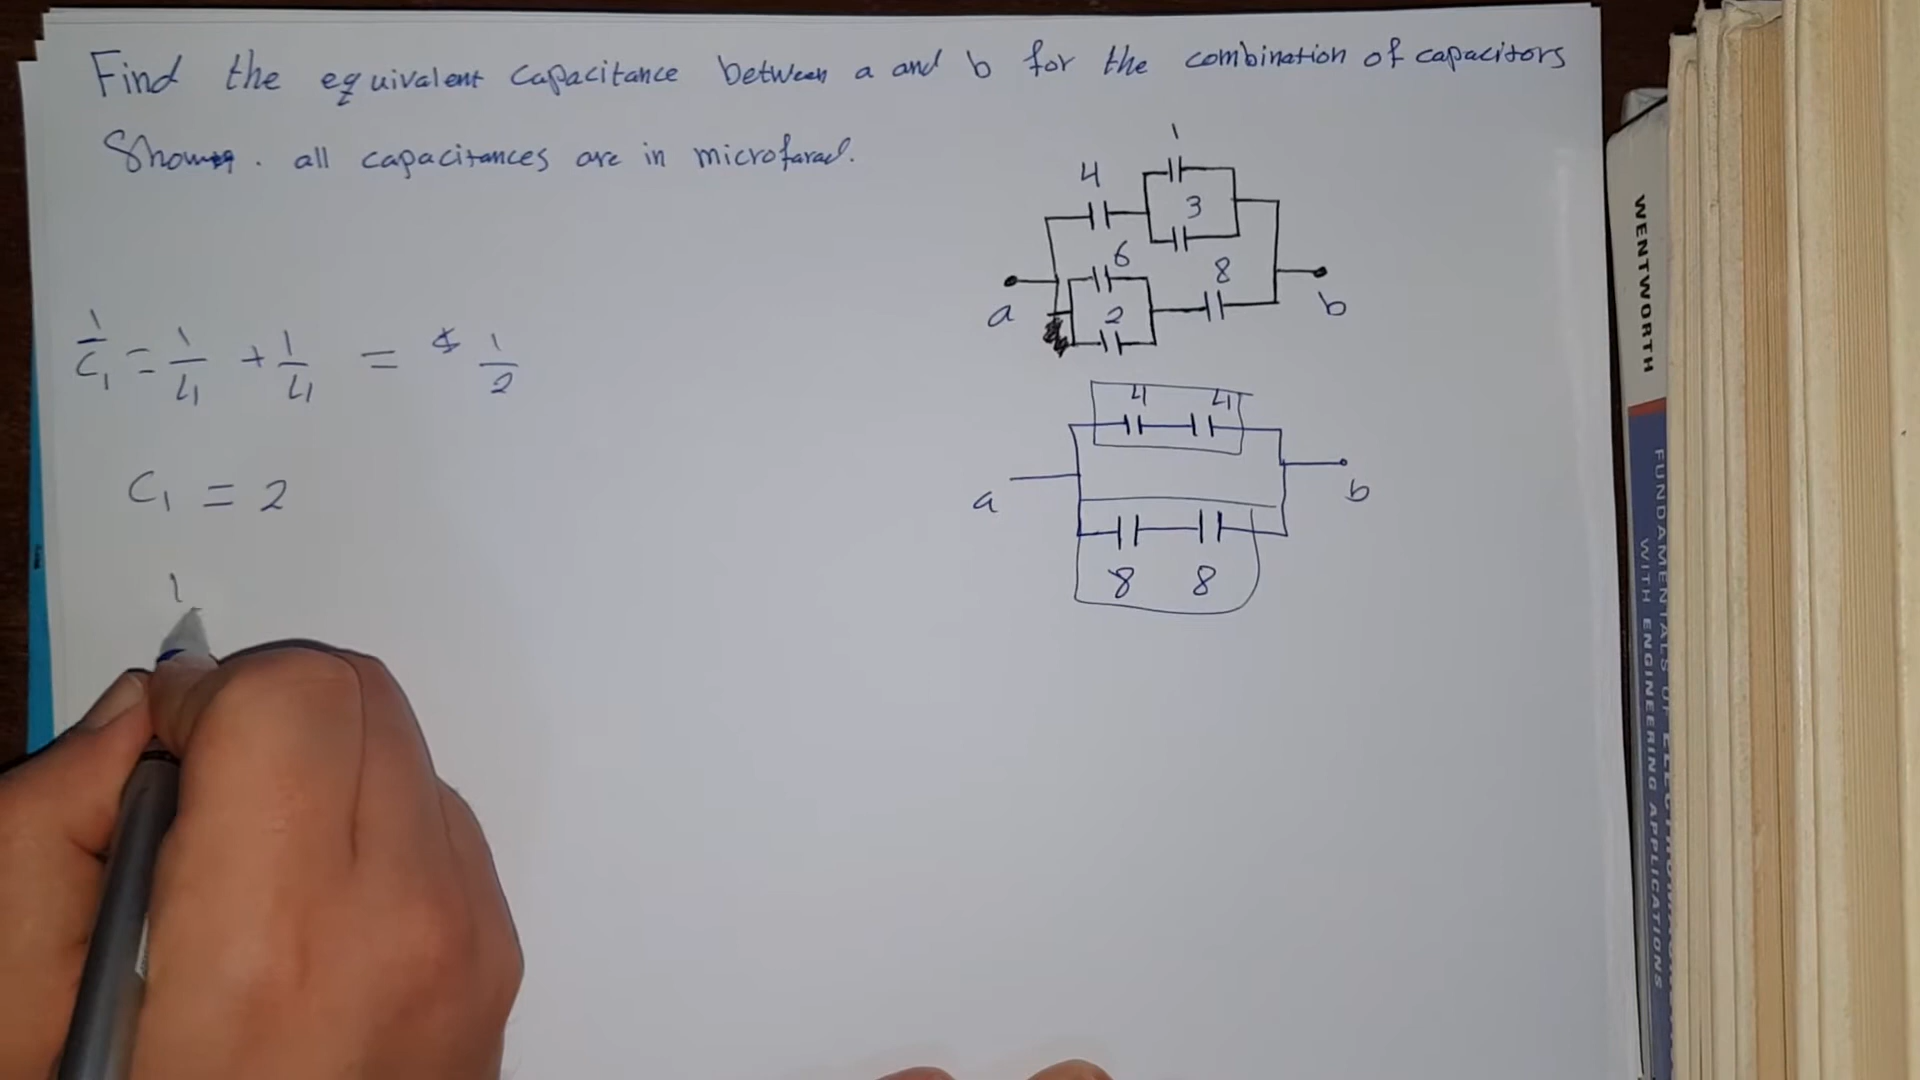 Find the equivalent capacitance between a and b for the combination of capacitors
Shown. all capacitances are in microfarad.
1
4
3
6
8
a
2
b
1/C1 = 1/4 + 1/4 = 1/2
4 4
a
b
8 8
C1 = 2
1
WENTWORTH
FUNDAMENTALS OF
WITH ENGINEERING APPLICATIONS